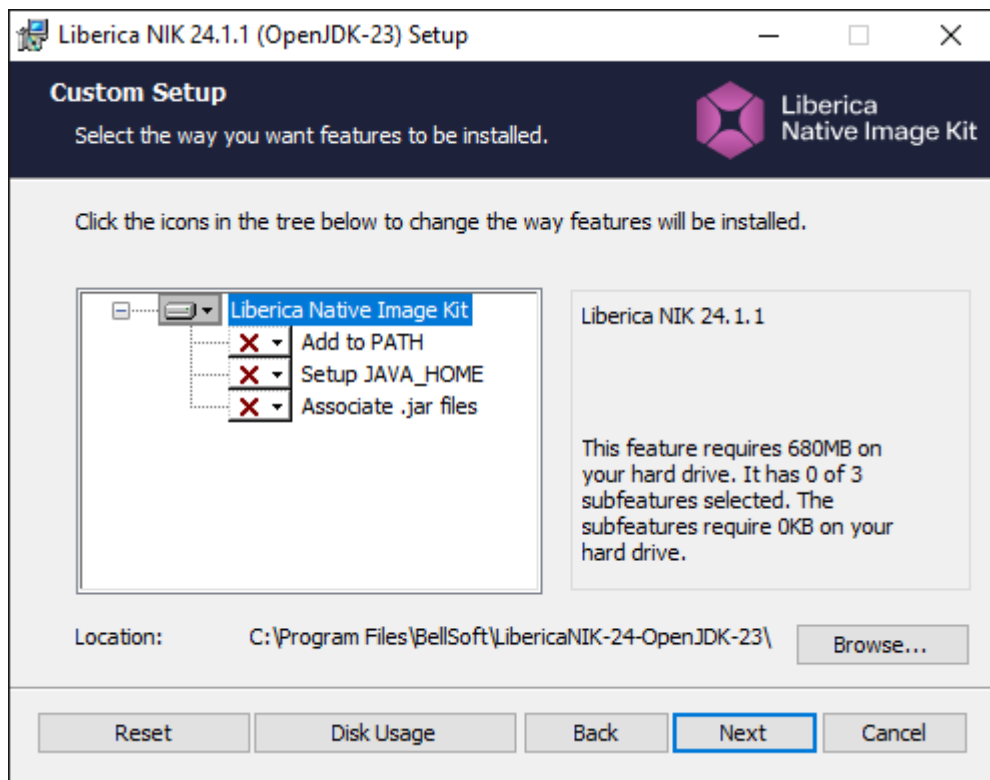 Liberica NIK 24.1.1 (OpenJDK-23) Setup
Custom Setup
Select the way you want features to be installed.
Liberica
Native Image Kit
Click the icons in the tree below to change the way features will be installed.
Liberica Native Image Kit
Add to PATH
Setup JAVA_HOME
Associate .jar files
Liberica NIK 24.1.1
This feature requires 680MB on
your hard drive. It has 0 of 3
subfeatures selected. The
subfeatures require 0KB on your
hard drive.
Location: C:\Program Files\BellSoft\LibericaNIK-24-OpenJDK-23\ Browse...
Reset Disk Usage Back Next Cancel